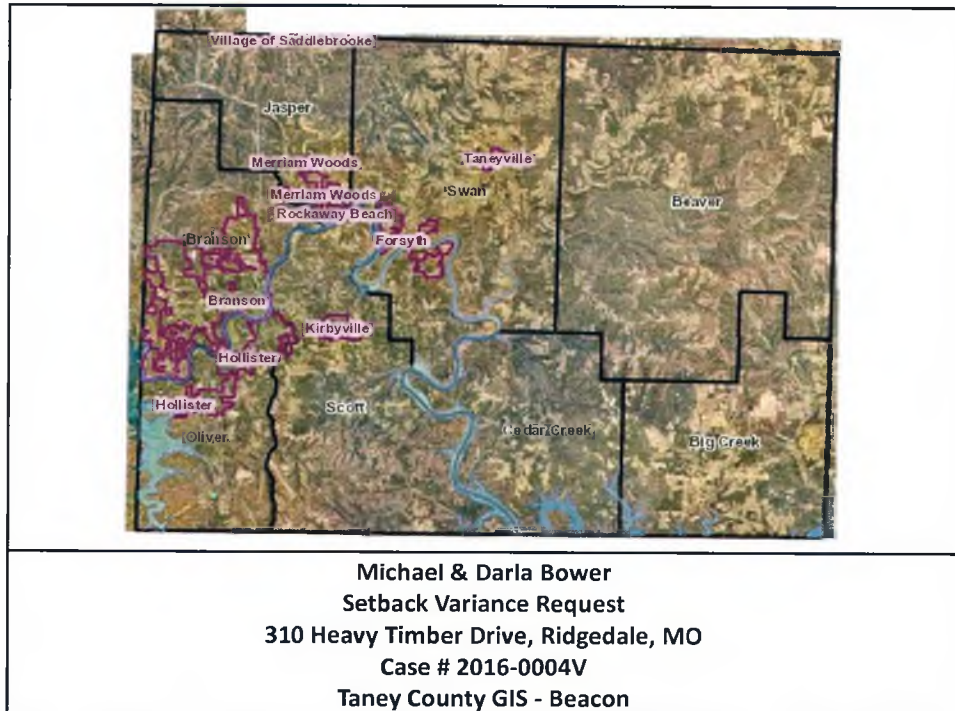 Village of Saddlebrooke
Jasper
Merriam Woods
Taneyville
Swan
Merriam Woods
Beaver
Rockaway Beach
Branson
Forsyth
Branson
Kirbyville
Hollister
Hollister
Scott
Oliver
Cedar Creek
Big Creek
Michael & Darla Bower
Setback Variance Request
310 Heavy Timber Drive, Ridgedale, MO
Case # 2016-0004V
Taney County GIS - Beacon